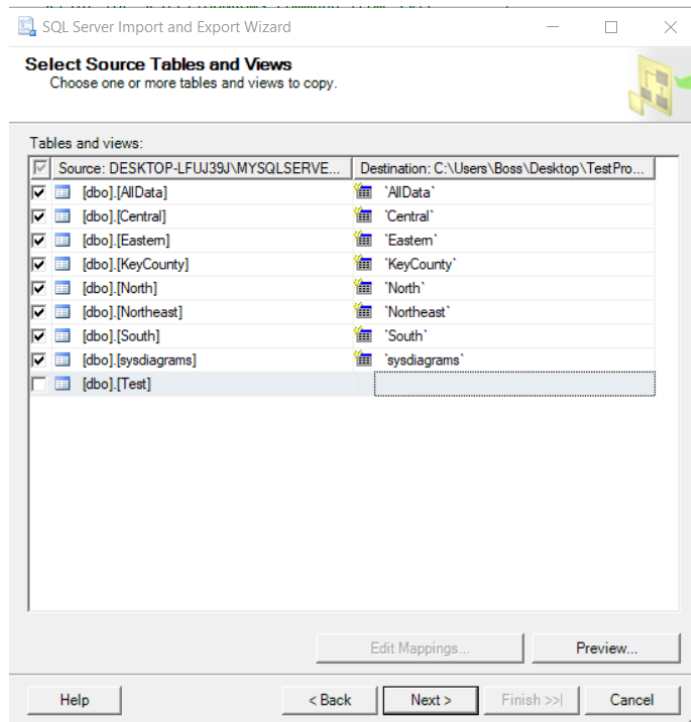 SQL Server Import and Export Wizard
Select Source Tables and Views
Choose one or more tables and views to copy.
Tables and views:
Source: DESKTOP-LFUJ39J\MYSQLSERVE... Destination: C:\Users\Boss\Desktop\TestPro...
[dbo].[AllData] `AllData`
[dbo].[Central] `Central`
[dbo].[Eastern] `Eastern`
[dbo].[KeyCounty] `KeyCounty`
[dbo].[North] `North`
[dbo].[Northeast] `Northeast`
[dbo].[South] `South`
[dbo].[sysdiagrams] `sysdiagrams`
[dbo].[Test]
Edit Mappings... Preview...
Help < Back Next > Finish >>| Cancel